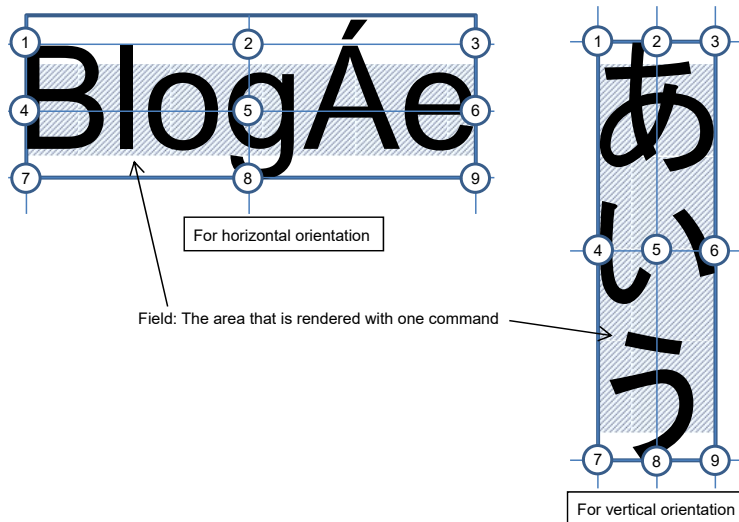 1 2 3
BlogÁe
4 5 6
7 8 9
For horizontal orientation
Field: The area that is rendered with one command
1 2 3
あ
い
4 5 6
う
7 8 9
For vertical orientation